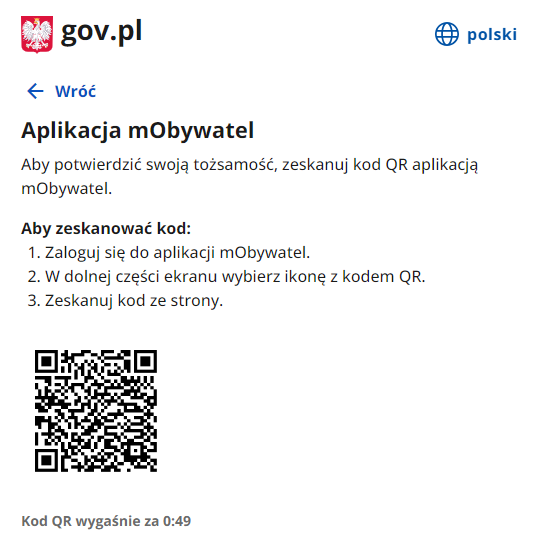 gov.pl
polski
Wróć
Aplikacja mObywatel
Aby potwierdzić swoją tożsamość, zeskanuj kod QR aplikacją
mObywatel.
Aby zeskanować kod:
1. Zaloguj się do aplikacji mObywatel.
2. W dolnej części ekranu wybierz ikonę z kodem QR.
3. Zeskanuj kod ze strony.
Kod QR wygaśnie za 0:49